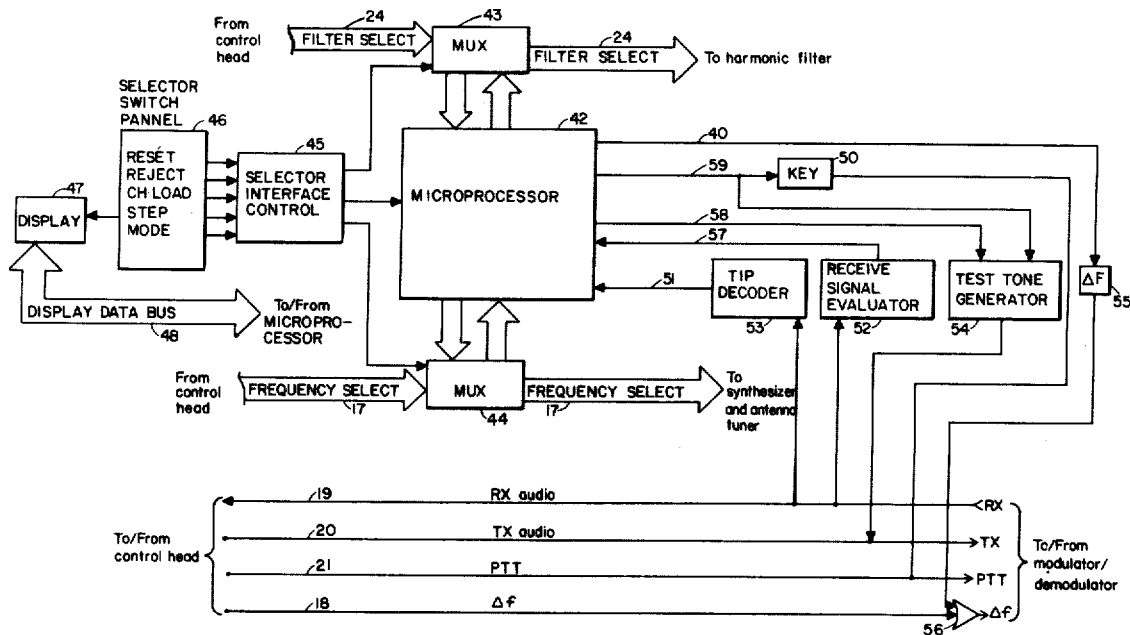 From
control
head
24
FILTER SELECT
43
MUX
24
FILTER SELECT
To harmonic filter
SELECTOR
SWITCH
PANNEL
46
RESET
REJECT
CH·LOAD
STEP
MODE
45
SELECTOR
INTERFACE
CONTROL
42
MICROPROCESSOR
40
59
50
KEY
58
57
51
47
DISPLAY
TIP
DECODER
53
RECEIVE
SIGNAL
EVALUATOR
52
TEST TONE
GENERATOR
54
ΔF
55
DISPLAY DATA BUS
48
To/From
MICROPRO-
CESSOR
From
control
head
FREQUENCY SELECT
17
MUX
44
FREQUENCY SELECT
17
To
synthesizer
and antenna
tuner
To/From
control head
19
RX audio
RX
20
TX audio
TX
21
PTT
PTT
18
Δf
56
Δf
To/From
modulator/
demodulator